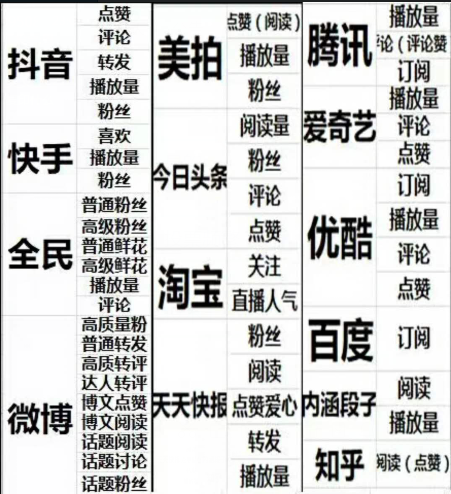 抖音
点赞
评论
转发
播放量
粉丝
快手
喜欢
播放量
粉丝
全民
普通粉丝
高级粉丝
普通鲜花
高级鲜花
播放量
评论
微博
高质量粉
普通转发
高质转评
达人转评
博文点赞
博文阅读
话题阅读
话题讨论
话题粉丝
美拍
点赞（阅读）
播放量
粉丝
今日头条
阅读量
粉丝
评论
点赞
淘宝
关注
直播人气
天天快报
粉丝
阅读
点赞爱心
转发
播放量
腾讯
播放量
评论（评论赞
订阅
爱奇艺
播放量
评论
点赞
优酷
订阅
播放量
评论
点赞
百度
订阅
内涵段子
阅读
播放量
知乎
阅读（点赞）